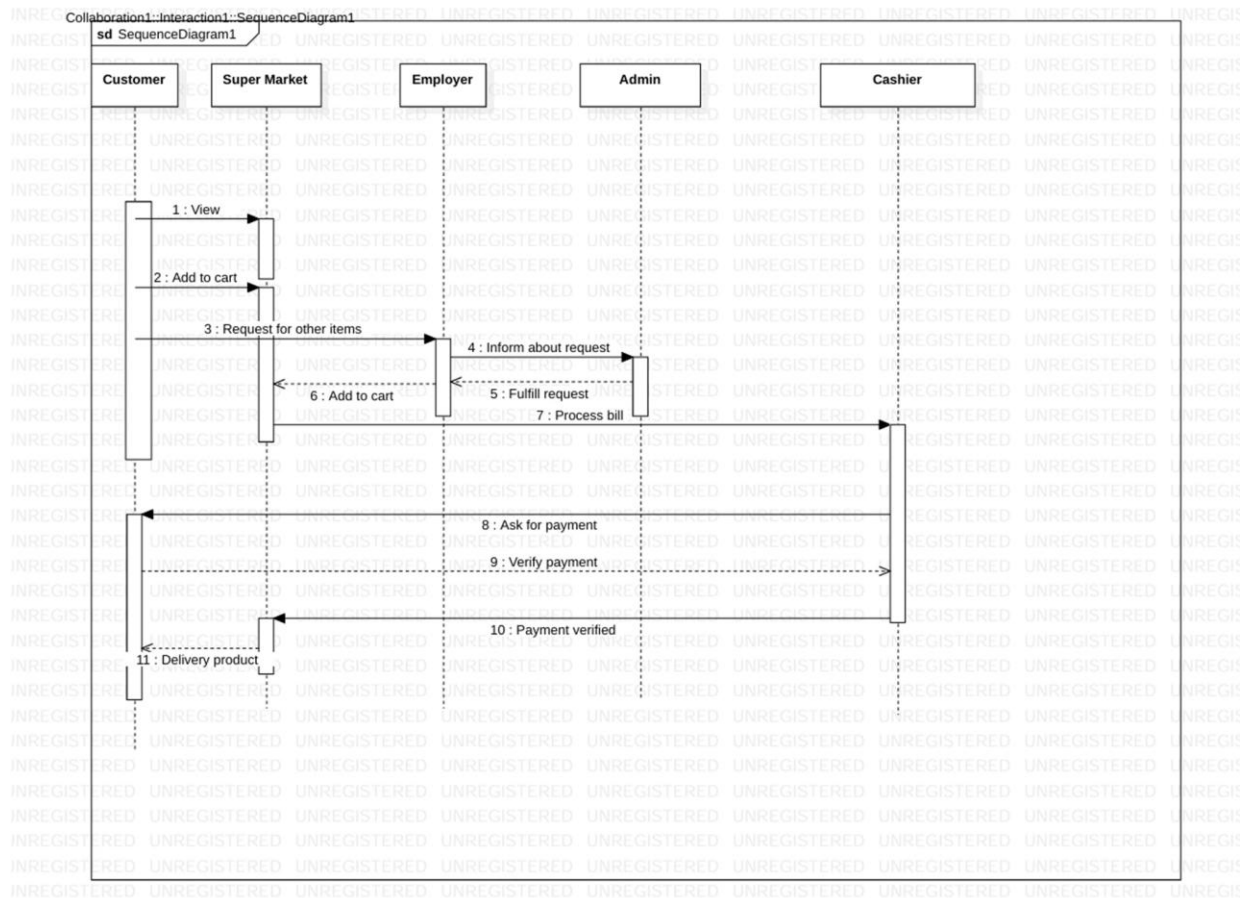 Collaboration1::Interaction1::SequenceDiagram1
sd SequenceDiagram1
Customer
Super Market
Employer
Admin
Cashier
1 : View
2 : Add to cart
3 : Request for other items
4 : Inform about request
5 : Fulfill request
6 : Add to cart
7 : Process bill
8 : Ask for payment
9 : Verify payment
10 : Payment verified
11 : Delivery product
UNREGISTERED